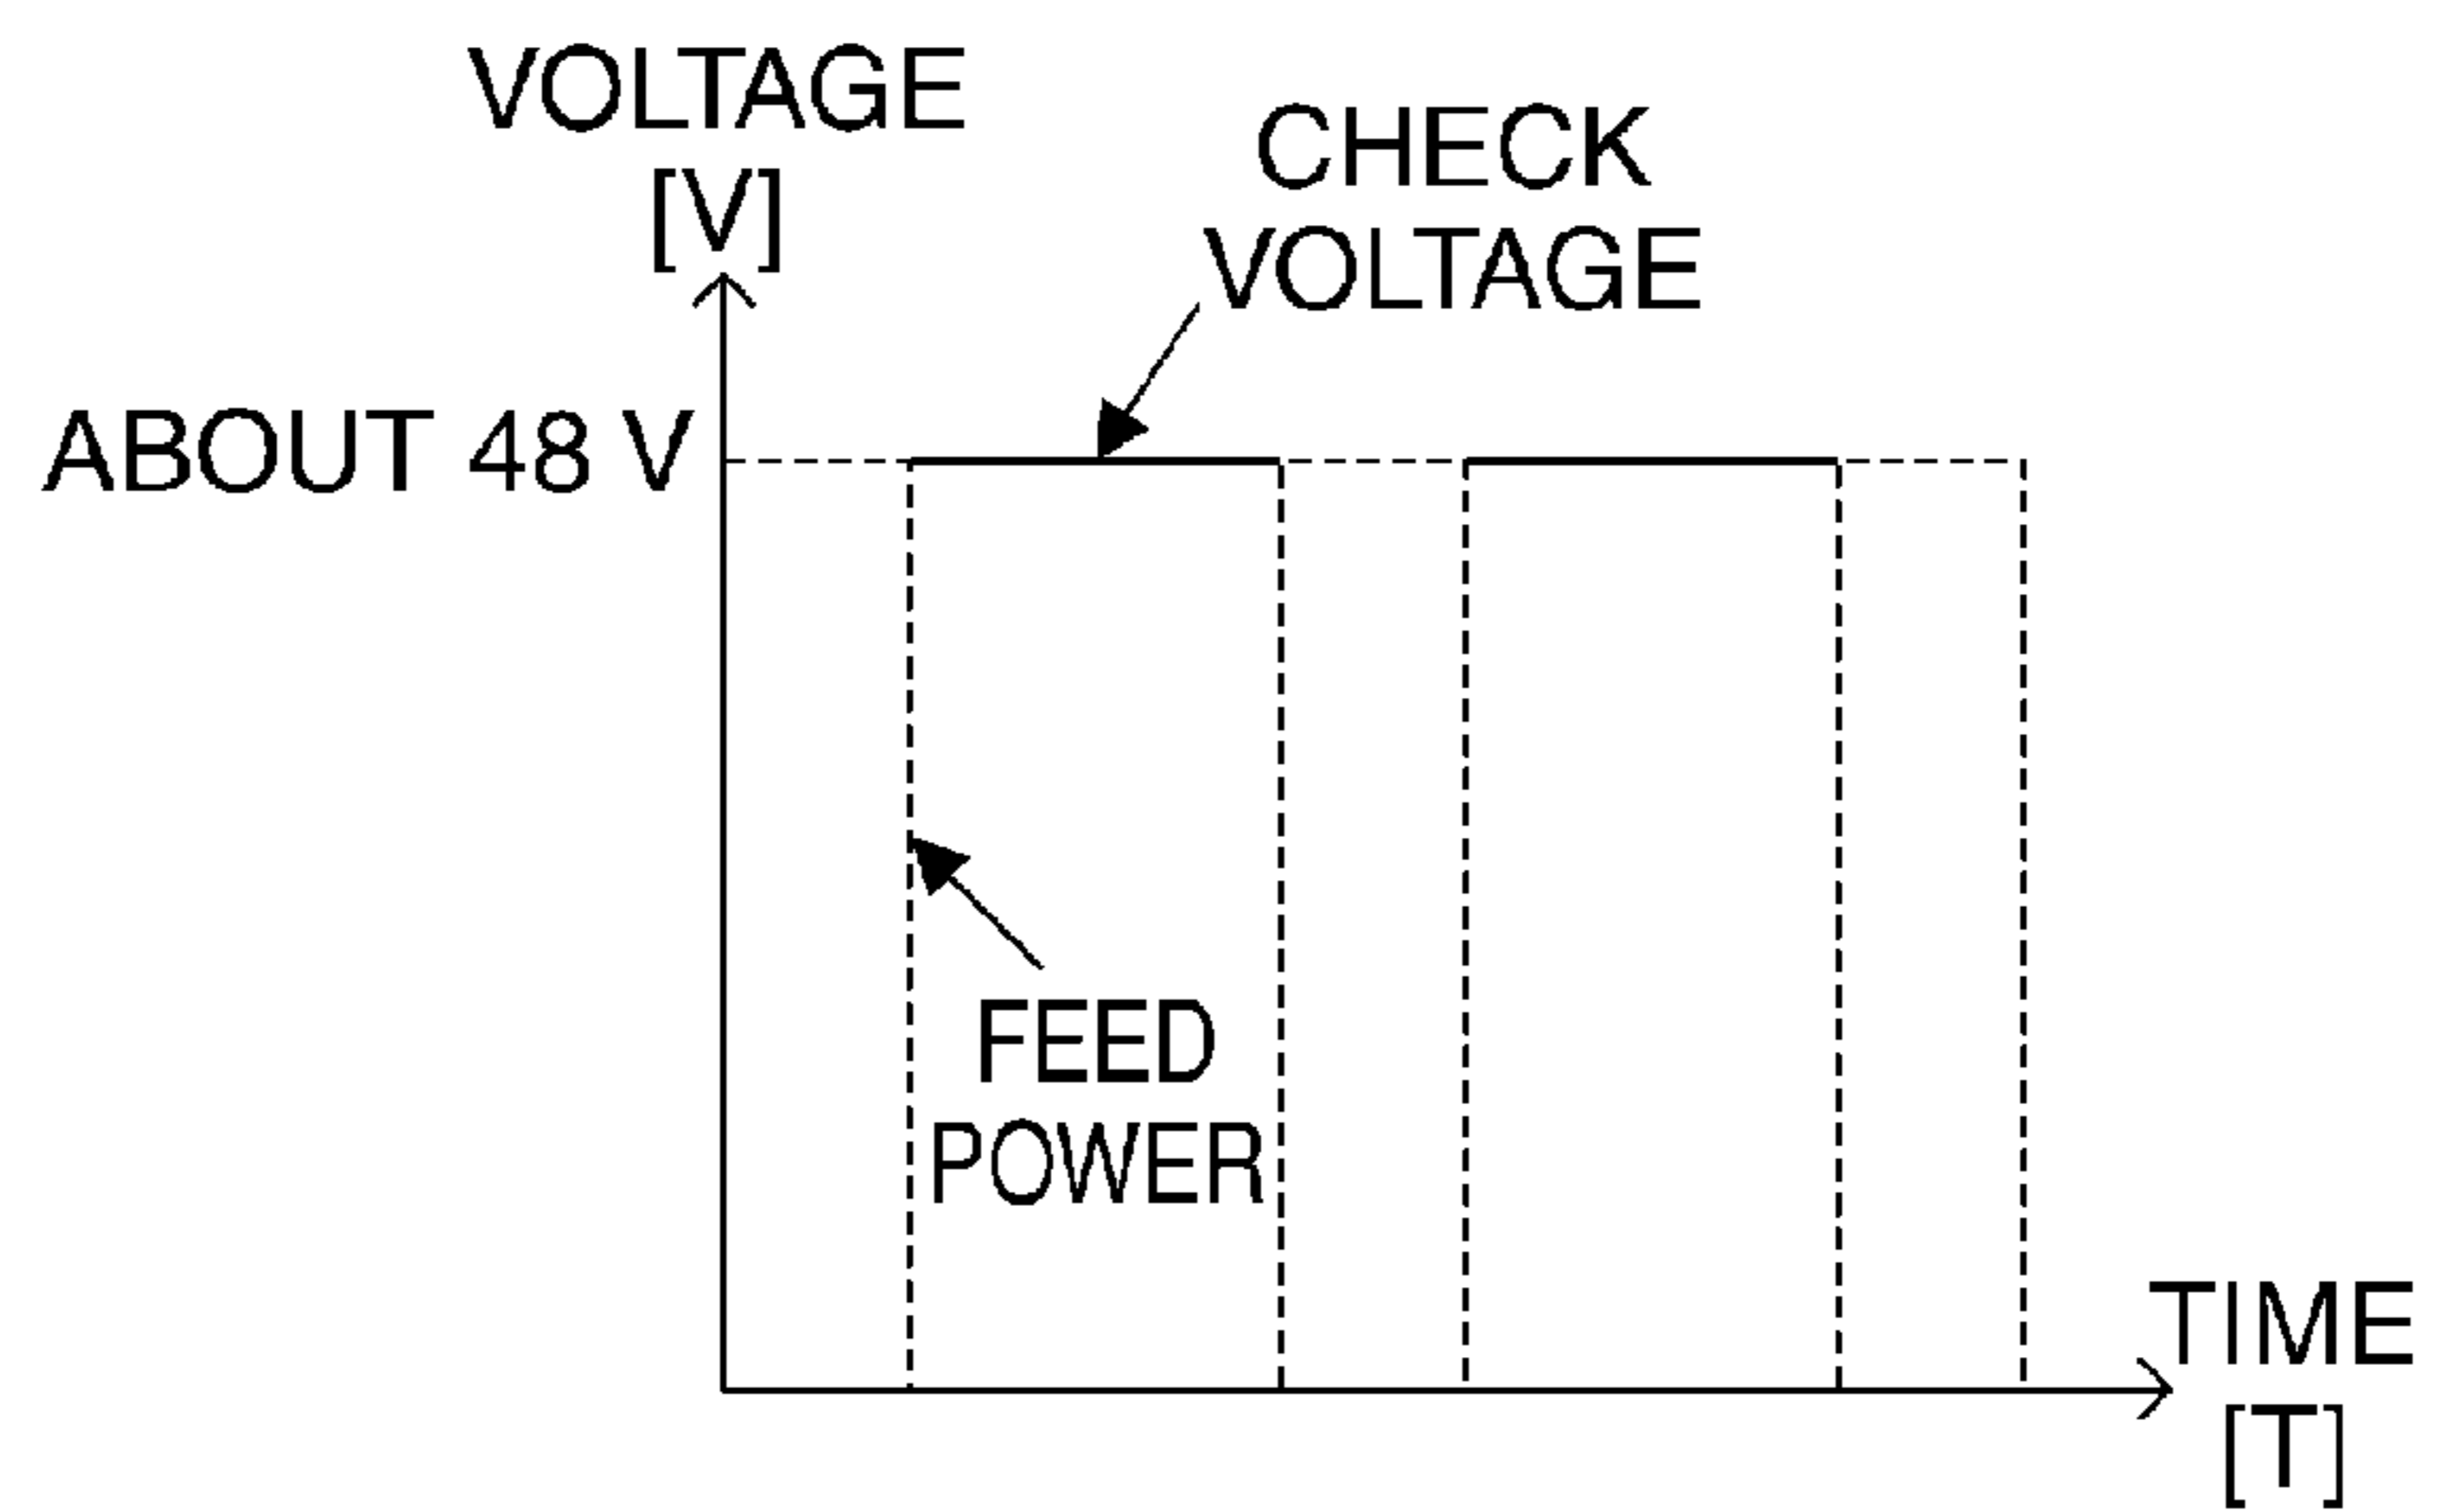 VOLTAGE
[V]
CHECK
VOLTAGE
ABOUT 48 V
FEED
POWER
TIME
[T]